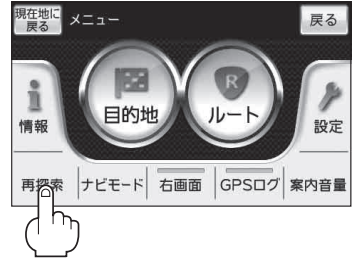 現在地に
戻る
メニュー
戻る
目的地
R
ルート
情報
設定
再探索
ナビモード
右画面
GPSログ
案内音量